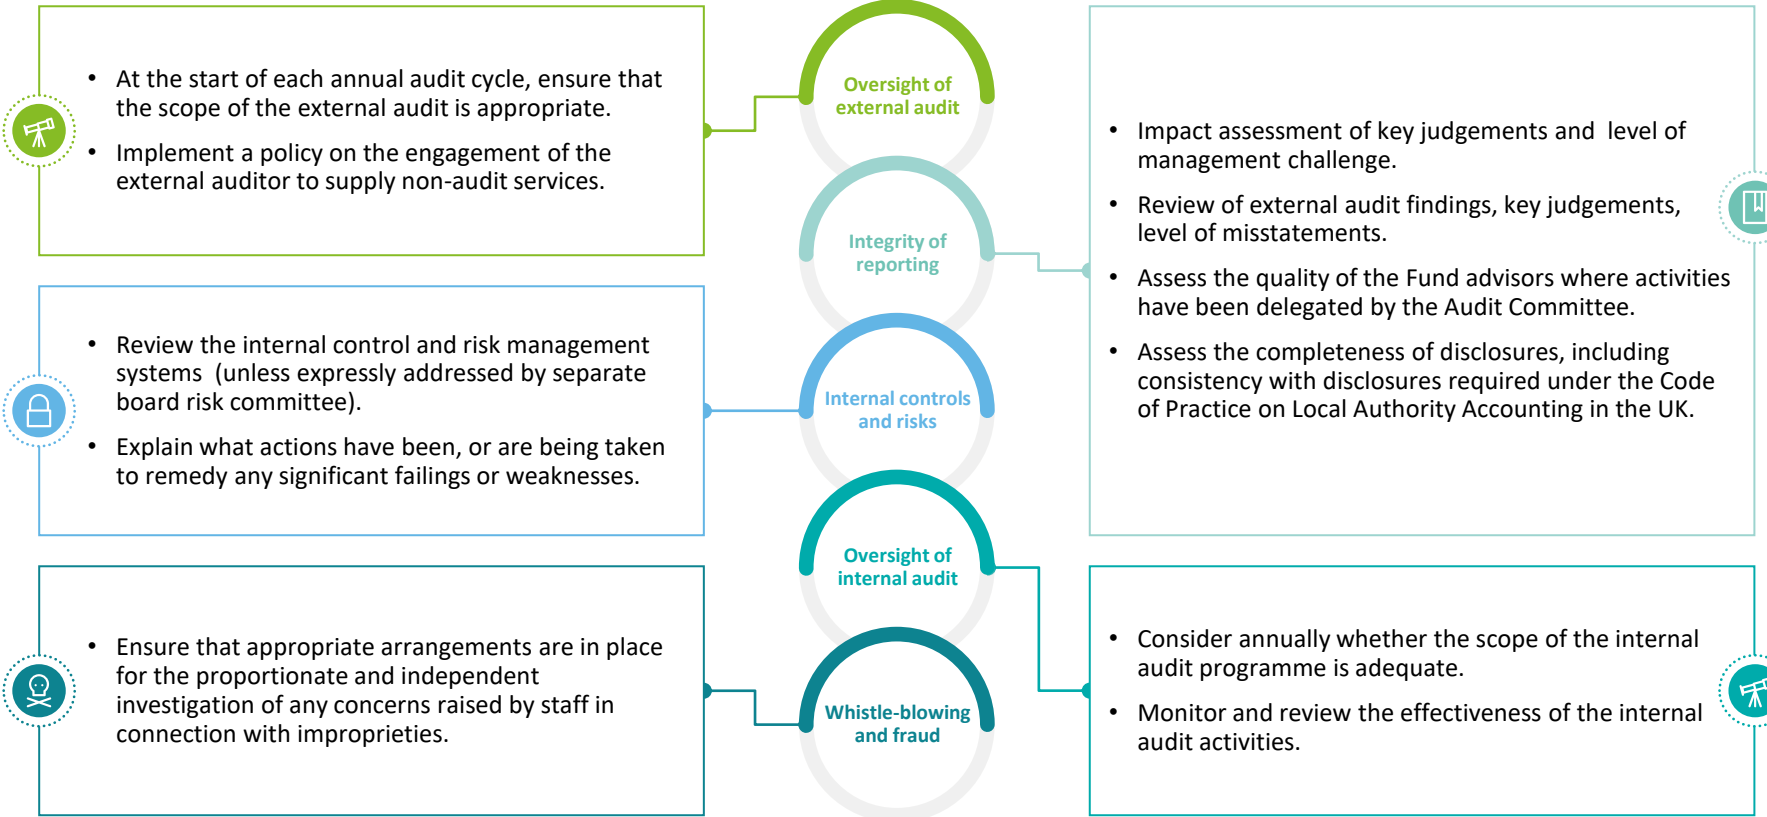 • At the start of each annual audit cycle, ensure that
the scope of the external audit is appropriate.
• Implement a policy on the engagement of the
external auditor to supply non-audit services.
Oversight of
external audit
• Impact assessment of key judgements and level of
management challenge.
• Review of external audit findings, key judgements,
level of misstatements.
• Assess the quality of the Fund advisors where activities
have been delegated by the Audit Committee.
• Assess the completeness of disclosures, including
consistency with disclosures required under the Code
of Practice on Local Authority Accounting in the UK.
Integrity of
reporting
• Review the internal control and risk management
systems (unless expressly addressed by separate
board risk committee).
• Explain what actions have been, or are being taken
to remedy any significant failings or weaknesses.
Internal controls
and risks
Oversight of
internal audit
• Consider annually whether the scope of the internal
audit programme is adequate.
• Monitor and review the effectiveness of the internal
audit activities.
• Ensure that appropriate arrangements are in place
for the proportionate and independent
investigation of any concerns raised by staff in
connection with improprieties.
Whistle-blowing
and fraud